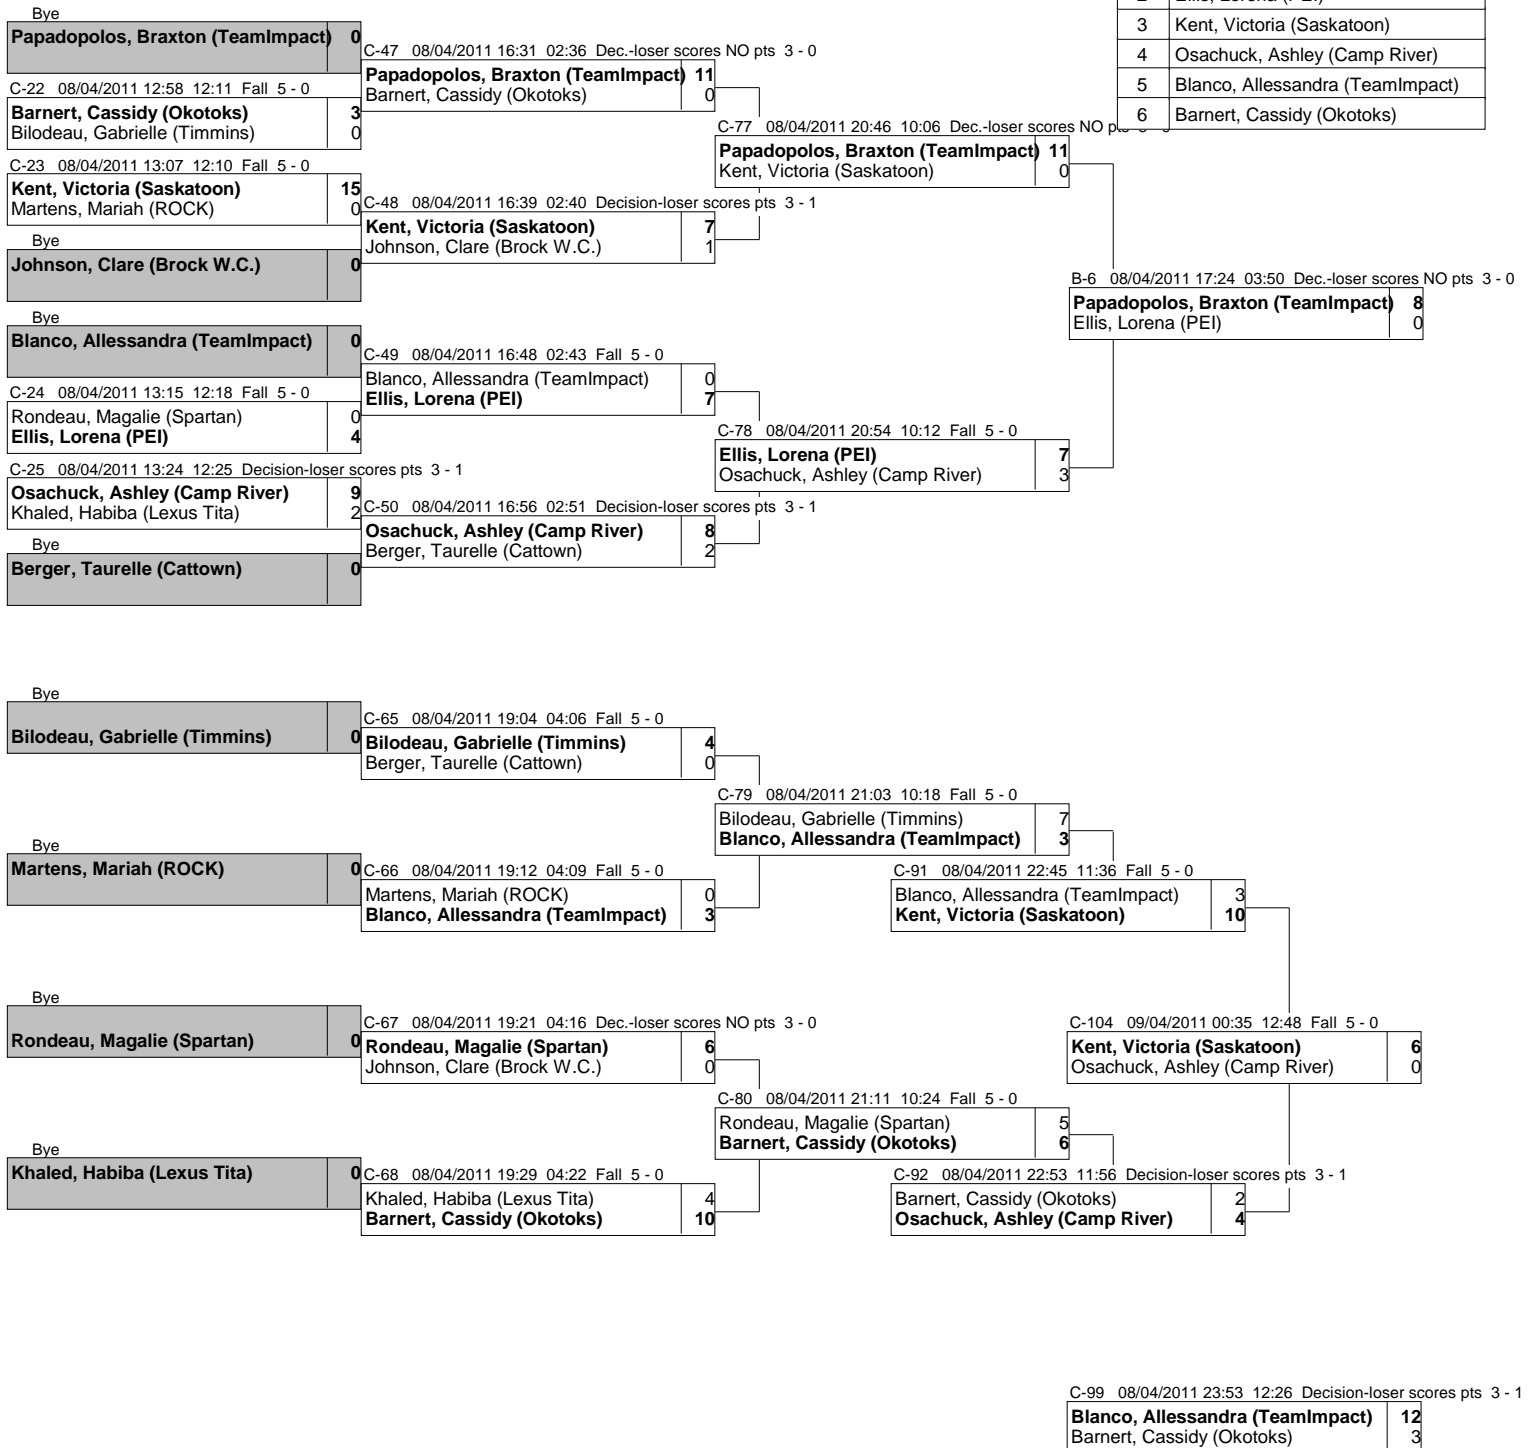 Bye
Papadopolos, Braxton (TeamImpact) 0
C-22 08/04/2011 12:58 12:11 Fall 5 - 0
Barnert, Cassidy (Okotoks) 3
Bilodeau, Gabrielle (Timmins) 0
C-23 08/04/2011 13:07 12:10 Fall 5 - 0
Kent, Victoria (Saskatoon) 15
Martens, Mariah (ROCK) 0
Bye
Johnson, Clare (Brock W.C.) 0
Bye
Blanco, Allessandra (TeamImpact) 0
C-24 08/04/2011 13:15 12:18 Fall 5 - 0
Rondeau, Magalie (Spartan) 0
Ellis, Lorena (PEI) 4
C-25 08/04/2011 13:24 12:25 Decision-loser scores pts 3 - 1
Osachuck, Ashley (Camp River) 9
Khaled, Habiba (Lexus Tita) 2
Bye
Berger, Taurelle (Cattown) 0
C-47 08/04/2011 16:31 02:36 Dec.-loser scores NO pts 3 - 0
Papadopolos, Braxton (TeamImpact) 11
Barnert, Cassidy (Okotoks) 0
C-48 08/04/2011 16:39 02:40 Decision-loser scores pts 3 - 1
Kent, Victoria (Saskatoon) 7
Johnson, Clare (Brock W.C.) 1
C-49 08/04/2011 16:48 02:43 Fall 5 - 0
Blanco, Allessandra (TeamImpact) 0
Ellis, Lorena (PEI) 7
C-50 08/04/2011 16:56 02:51 Decision-loser scores pts 3 - 1
Osachuck, Ashley (Camp River) 8
Berger, Taurelle (Cattown) 2
C-77 08/04/2011 20:46 10:06 Dec.-loser scores NO
Papadopolos, Braxton (TeamImpact) 11
Kent, Victoria (Saskatoon) 0
C-78 08/04/2011 20:54 10:12 Fall 5 - 0
Ellis, Lorena (PEI) 7
Osachuck, Ashley (Camp River) 3
3 Kent, Victoria (Saskatoon)
4 Osachuck, Ashley (Camp River)
5 Blanco, Allessandra (TeamImpact)
6 Barnert, Cassidy (Okotoks)
B-6 08/04/2011 17:24 03:50 Dec.-loser scores NO pts 3 - 0
Papadopolos, Braxton (TeamImpact) 8
Ellis, Lorena (PEI) 0
Bye
Bilodeau, Gabrielle (Timmins) 0
Bye
Martens, Mariah (ROCK) 0
Bye
Rondeau, Magalie (Spartan) 0
Bye
Khaled, Habiba (Lexus Tita) 0
C-65 08/04/2011 19:04 04:06 Fall 5 - 0
Bilodeau, Gabrielle (Timmins) 4
Berger, Taurelle (Cattown) 0
C-66 08/04/2011 19:12 04:09 Fall 5 - 0
Martens, Mariah (ROCK) 0
Blanco, Allessandra (TeamImpact) 3
C-67 08/04/2011 19:21 04:16 Dec.-loser scores NO pts 3 - 0
Rondeau, Magalie (Spartan) 6
Johnson, Clare (Brock W.C.) 0
C-68 08/04/2011 19:29 04:22 Fall 5 - 0
Khaled, Habiba (Lexus Tita) 4
Barnert, Cassidy (Okotoks) 10
C-79 08/04/2011 21:03 10:18 Fall 5 - 0
Bilodeau, Gabrielle (Timmins) 7
Blanco, Allessandra (TeamImpact) 3
C-80 08/04/2011 21:11 10:24 Fall 5 - 0
Rondeau, Magalie (Spartan) 5
Barnert, Cassidy (Okotoks) 6
C-91 08/04/2011 22:45 11:36 Fall 5 - 0
Blanco, Allessandra (TeamImpact) 3
Kent, Victoria (Saskatoon) 10
C-92 08/04/2011 22:53 11:56 Decision-loser scores pts 3 - 1
Barnert, Cassidy (Okotoks) 2
Osachuck, Ashley (Camp River) 4
C-104 09/04/2011 00:35 12:48 Fall 5 - 0
Kent, Victoria (Saskatoon) 6
Osachuck, Ashley (Camp River) 0
C-99 08/04/2011 23:53 12:26 Decision-loser scores pts 3 - 1
Blanco, Allessandra (TeamImpact) 12
Barnert, Cassidy (Okotoks) 3